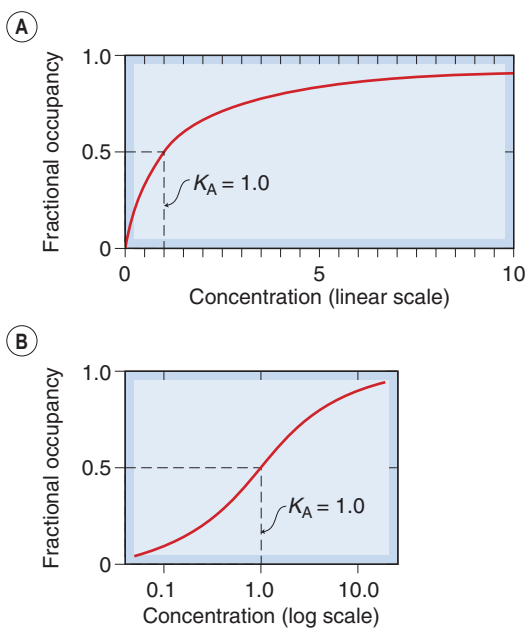 A
Fractional occupancy
1.0
0.5
0
K_A = 1.0
0
5
10
Concentration (linear scale)
B
Fractional occupancy
1.0
0.5
0
K_A = 1.0
0.1
1.0
10.0
Concentration (log scale)